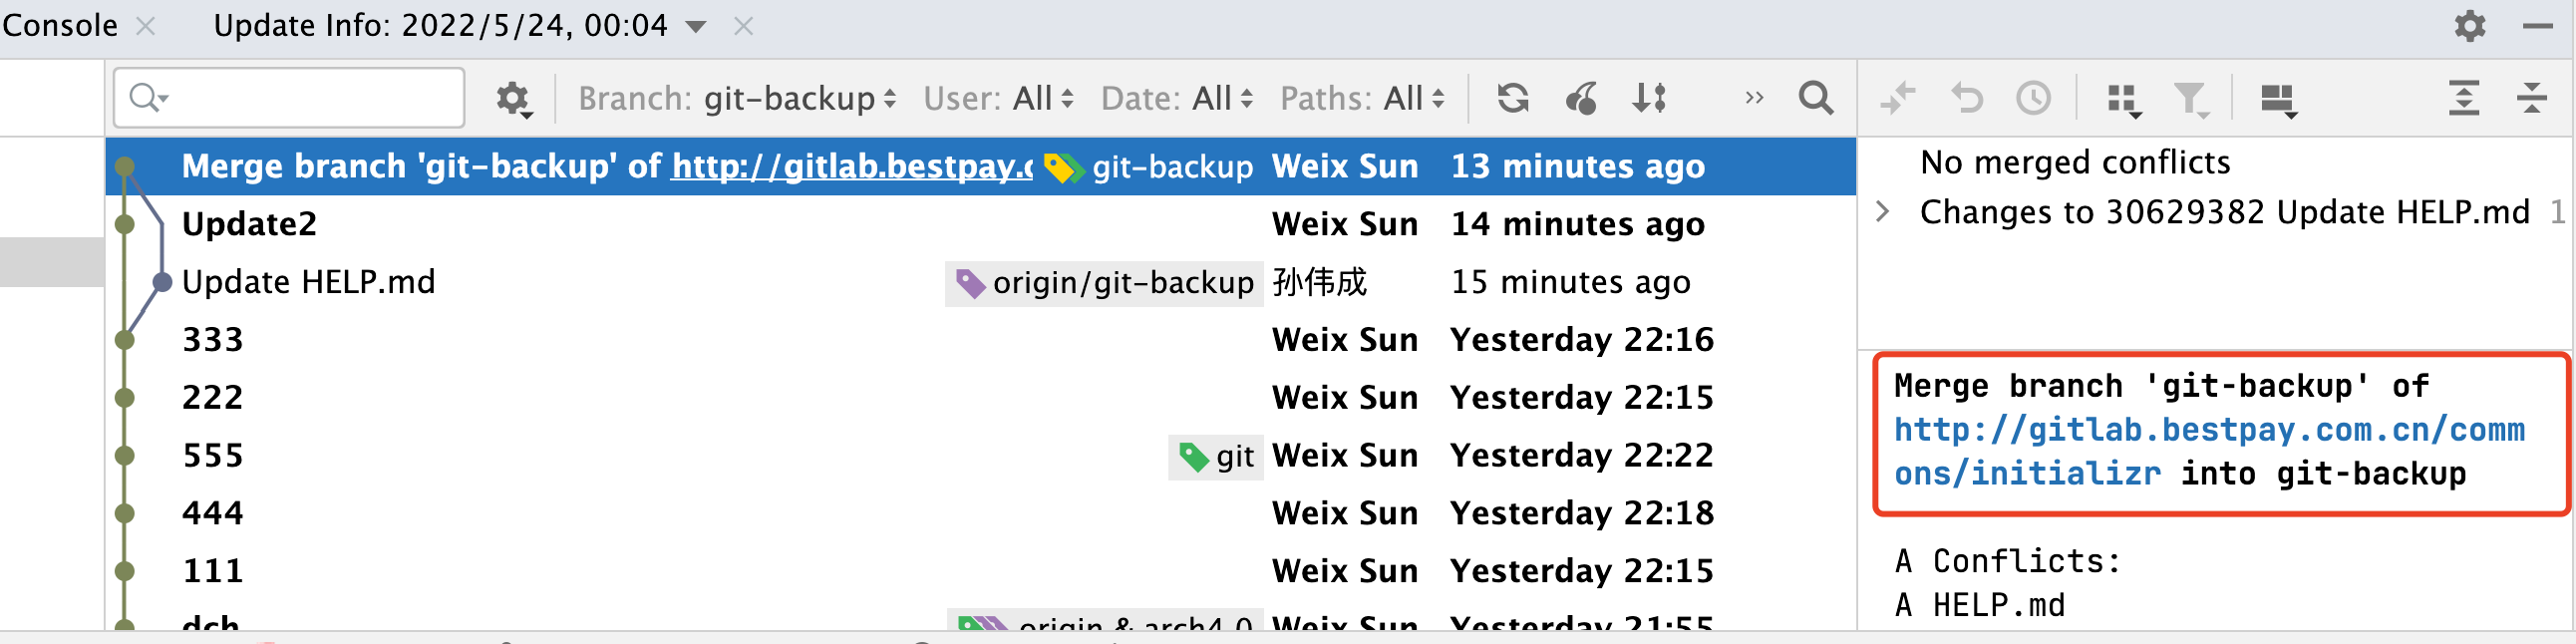 Console
Update Info: 2022/5/24, 00:04
Branch: git-backup User: All Date: All Paths: All
Merge branch 'git-backup' of http://gitlab.bestpay.c git-backup Weix Sun 13 minutes ago
Update2 Weix Sun 14 minutes ago
Update HELP.md origin/git-backup 孙伟成 15 minutes ago
333 Weix Sun Yesterday 22:16
222 Weix Sun Yesterday 22:15
555 git Weix Sun Yesterday 22:22
444 Weix Sun Yesterday 22:18
111 Weix Sun Yesterday 22:15
dch origin & arch4.0 Weix Sun Yesterday 21:55
No merged conflicts
Changes to 30629382 Update HELP.md 1
Merge branch 'git-backup' of
http://gitlab.bestpay.com.cn/comm
ons/initializr into git-backup
A Conflicts:
A HELP.md